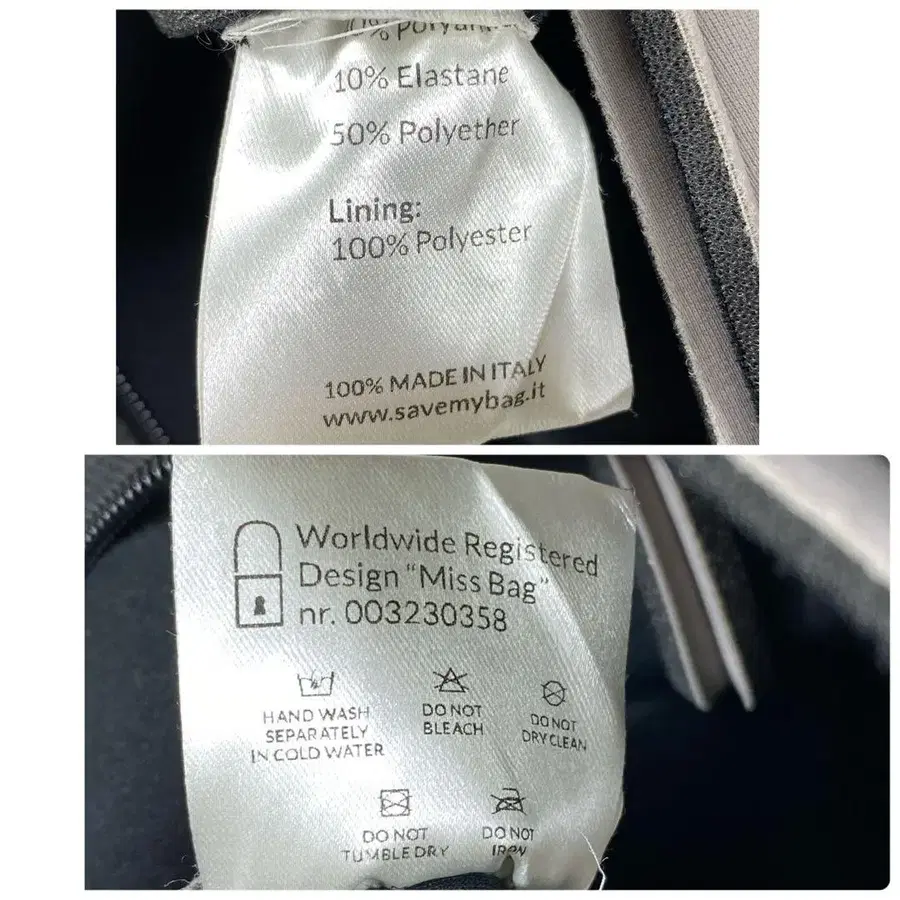 10% Elastane
50% Polyether
Lining:
100% Polyester
100% MADE IN ITALY
www.savemybag.it
Worldwide Registered
Design “Miss Bag”
nr. 003230358
HAND WASH
SEPARATELY
IN COLD WATER
DO NOT
BLEACH
DO NOT
DRY CLEAN
DO NOT
TUMBLE DRY
DO NOT
IRON